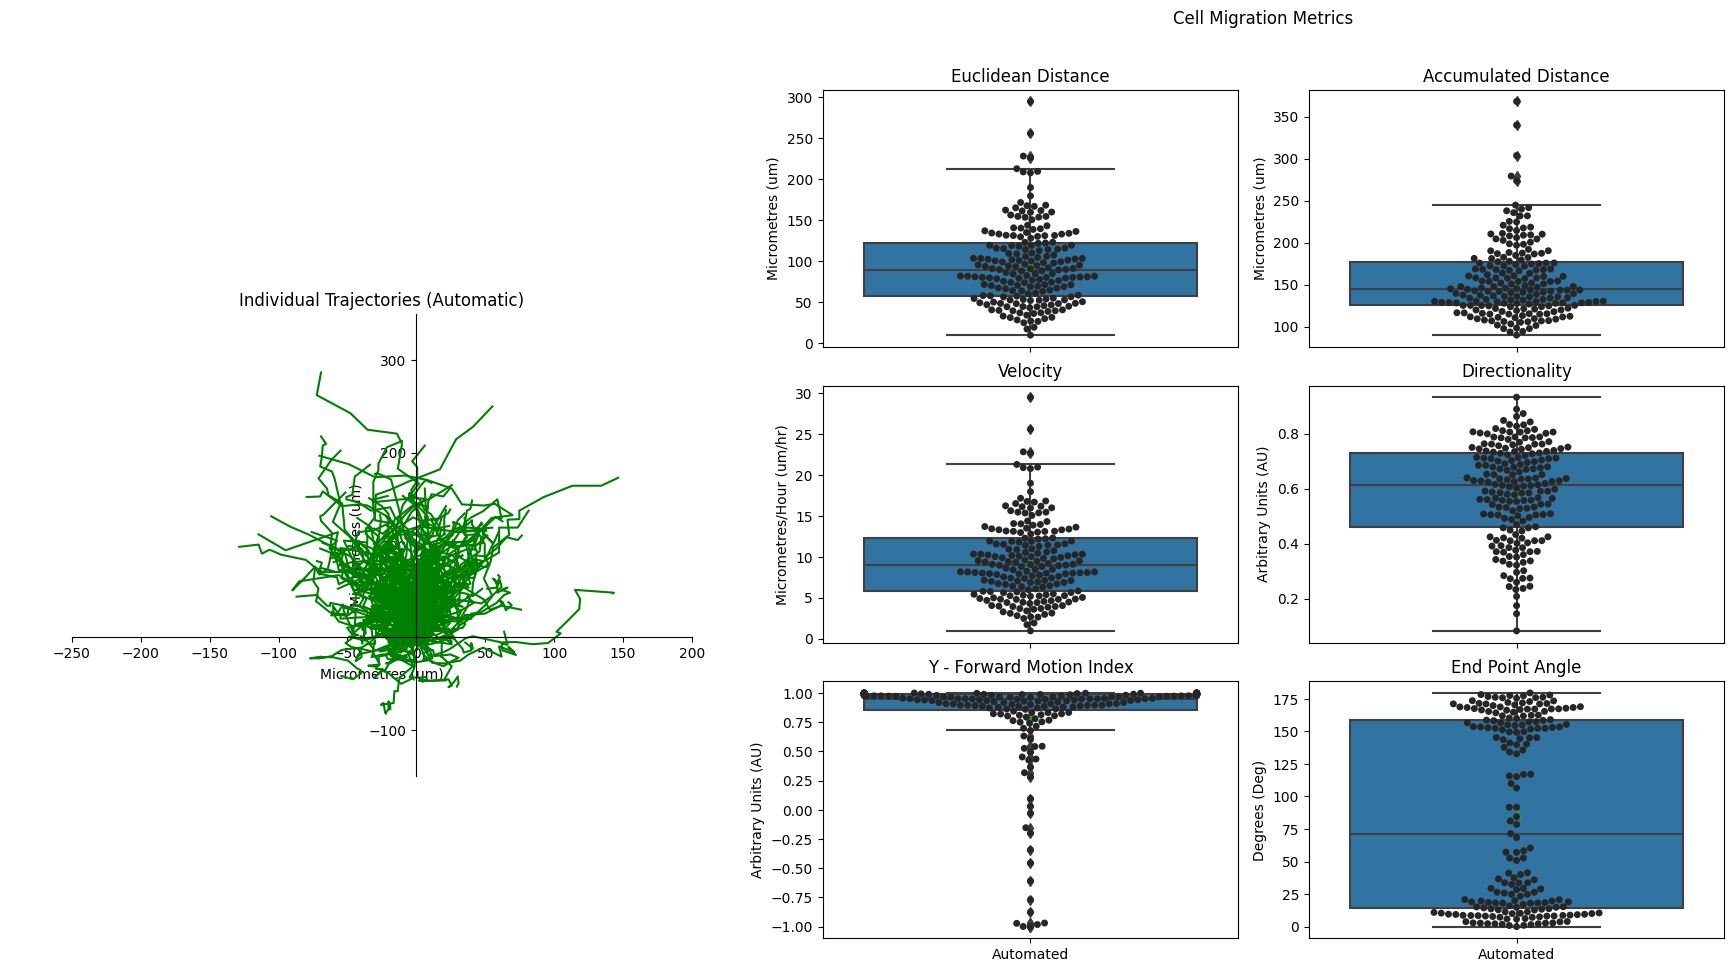 Cell Migration Metrics
Individual Trajectories (Automatic)
300
200
−100
−250 −200 −150 −100 −50 0 50 100 150 200
Micrometres (um)
Micrometres (um)
Euclidean Distance
Micrometres (um)
300
250
200
150
100
50
0
Accumulated Distance
Micrometres (um)
350
300
250
200
150
100
Velocity
Micrometres/Hour (um/hr)
30
25
20
15
10
5
0
Directionality
Arbitrary Units (AU)
0.8
0.6
0.4
0.2
Y - Forward Motion Index
Arbitrary Units (AU)
1.00
0.75
0.50
0.25
0.00
−0.25
−0.50
−0.75
−1.00
Automated
End Point Angle
Degrees (Deg)
175
150
125
100
75
50
25
0
Automated